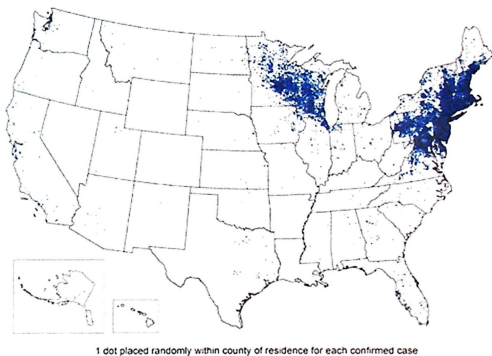 1 dot placed randomly within county of residence for each confirmed case